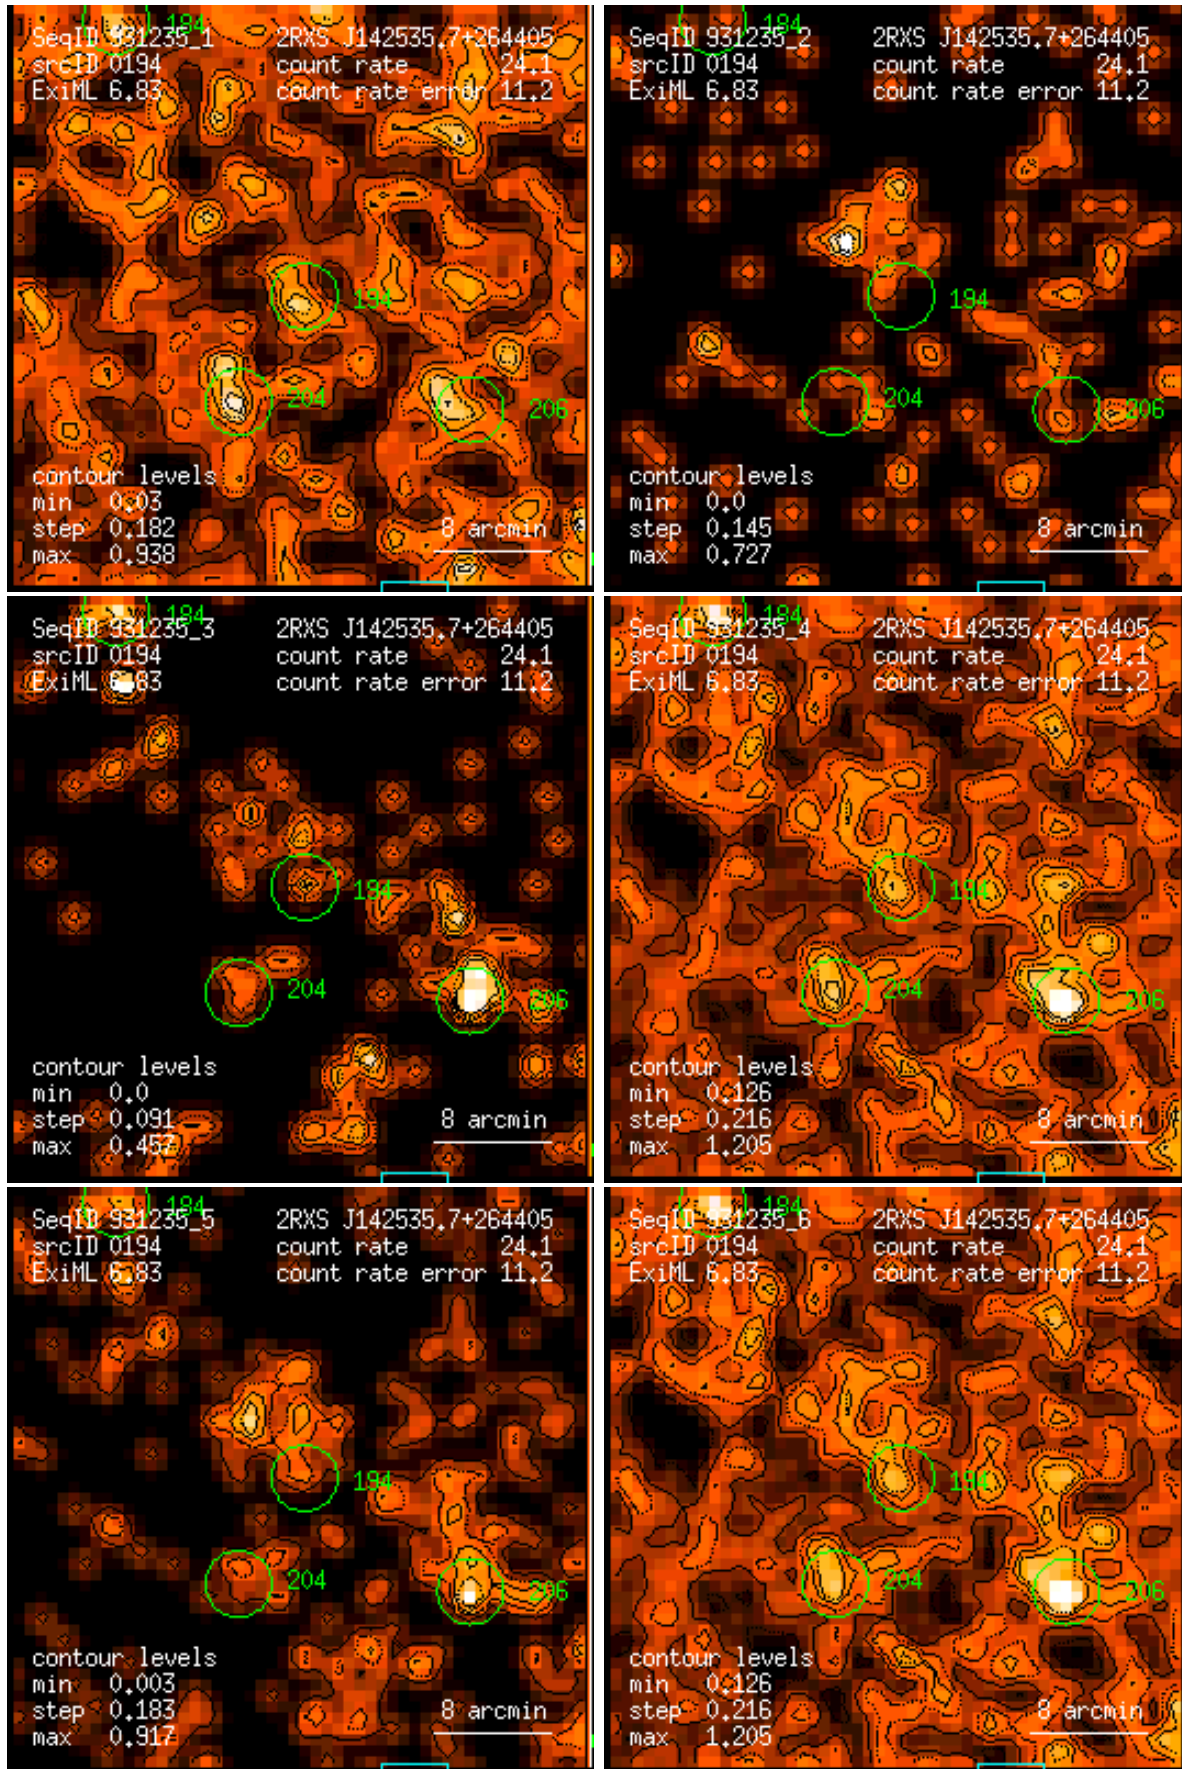 184
SeqID 931235_1 2RXS J142535.7+264405
srcID 0194 count rate 24.1
ExiML 6.83 count rate error 11.2
194
204
206
contour levels
min 0.03
step 0.182 8 arcmin
max 0.938
184
SeqID 931235_2 2RXS J142535.7+264405
srcID 0194 count rate 24.1
ExiML 6.83 count rate error 11.2
194
204
206
contour levels
min 0.0
step 0.145 8 arcmin
max 0.727
184
SeqID 931235_3 2RXS J142535.7+264405
srcID 0194 count rate 24.1
ExiML 6.83 count rate error 11.2
194
204
206
contour levels
min 0.0
step 0.091 8 arcmin
max 0.457
184
SeqID 931235_4 2RXS J142535.7+264405
srcID 0194 count rate 24.1
ExiML 6.83 count rate error 11.2
194
204
206
contour levels
min 0.126
step 0.216 8 arcmin
max 1.205
184
SeqID 931235_5 2RXS J142535.7+264405
srcID 0194 count rate 24.1
ExiML 6.83 count rate error 11.2
194
204
206
contour levels
min 0.003
step 0.183 8 arcmin
max 0.917
184
SeqID 931235_6 2RXS J142535.7+264405
srcID 0194 count rate 24.1
ExiML 6.83 count rate error 11.2
194
204
206
contour levels
min 0.126
step 0.216 8 arcmin
max 1.205